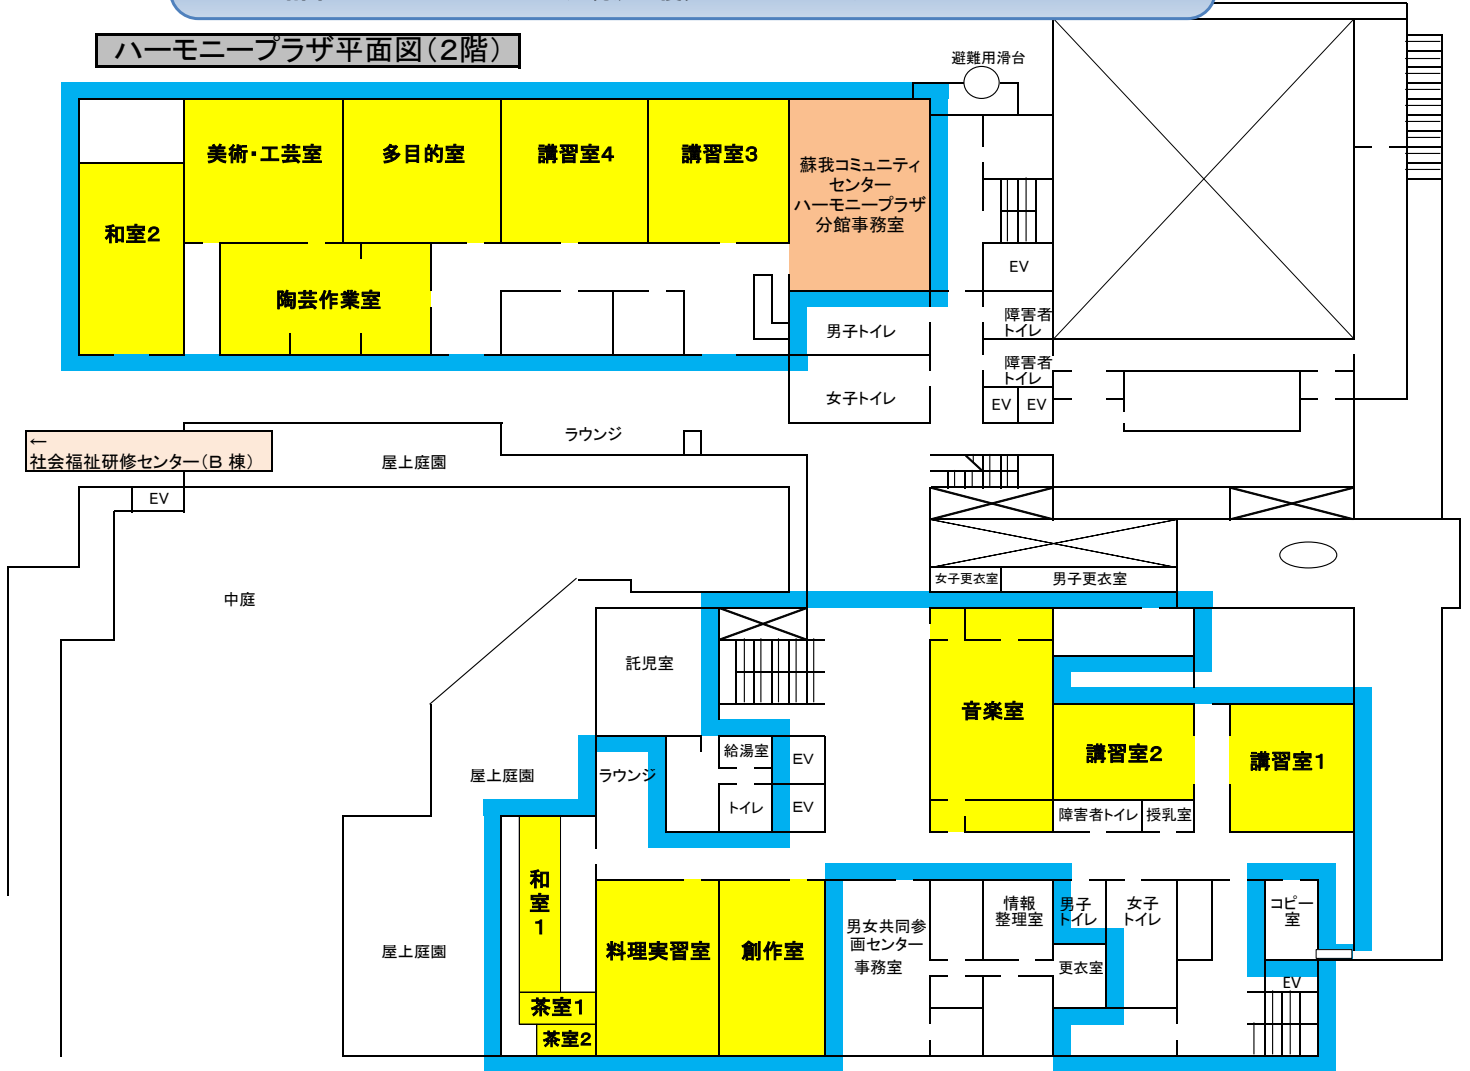 ハーモニープラザ平面図(2階)
避難用滑台
美術・工芸室
多目的室
講習室4
講習室3
蘇我コミュニティ
センター
ハーモニープラザ
分館事務室
和室2
陶芸作業室
EV
男子トイレ
障害者
トイレ
障害者
トイレ
女子トイレ
EV
EV
ラウンジ
←
社会福祉研修センター(B 棟)
屋上庭園
EV
女子更衣室
男子更衣室
中庭
託児室
音楽室
給湯室
EV
講習室2
講習室1
屋上庭園
ラウンジ
トイレ
EV
障害者トイレ
授乳室
和
室
1
情報
整理室
男子
トイレ
女子
トイレ
コピー
室
男女共同参
画センター
事務室
屋上庭園
料理実習室
創作室
更衣室
EV
茶室1
茶室2